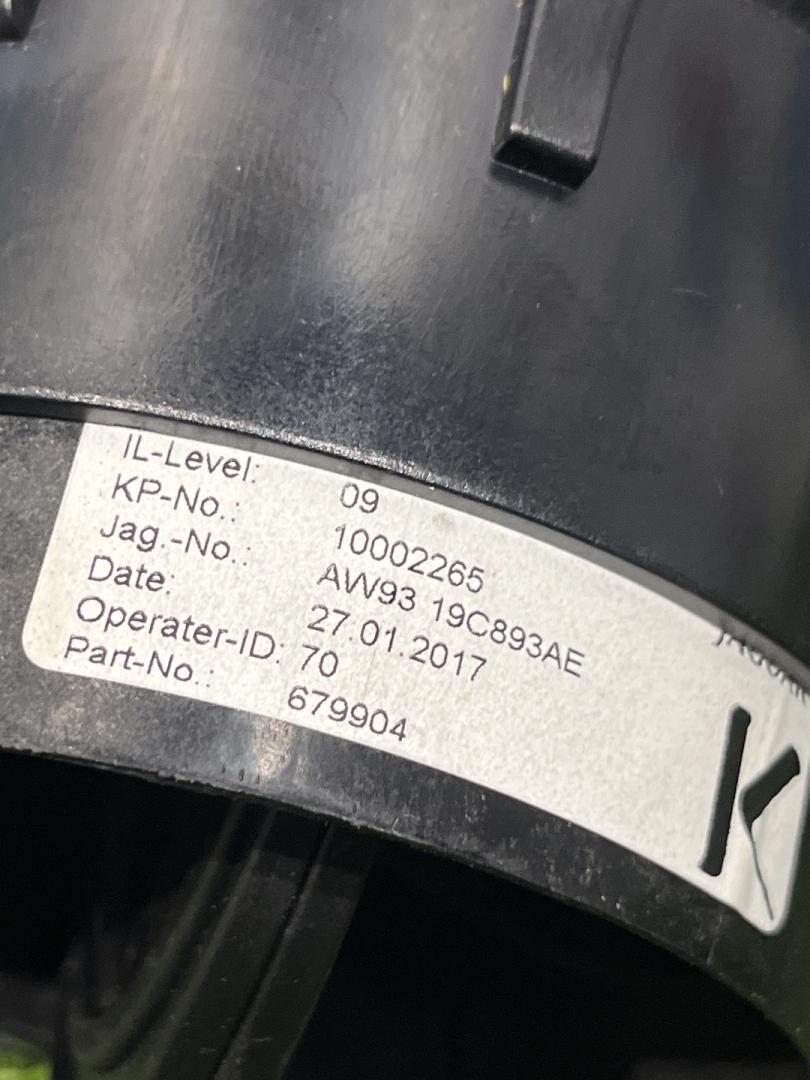 IL-Level: 09
KP-No.: 10002265
Jag.-No.: AW93 19C893AE
Date: 27.01.2017
Operater-ID: 70
Part-No.: 679904
JAGUAR
K